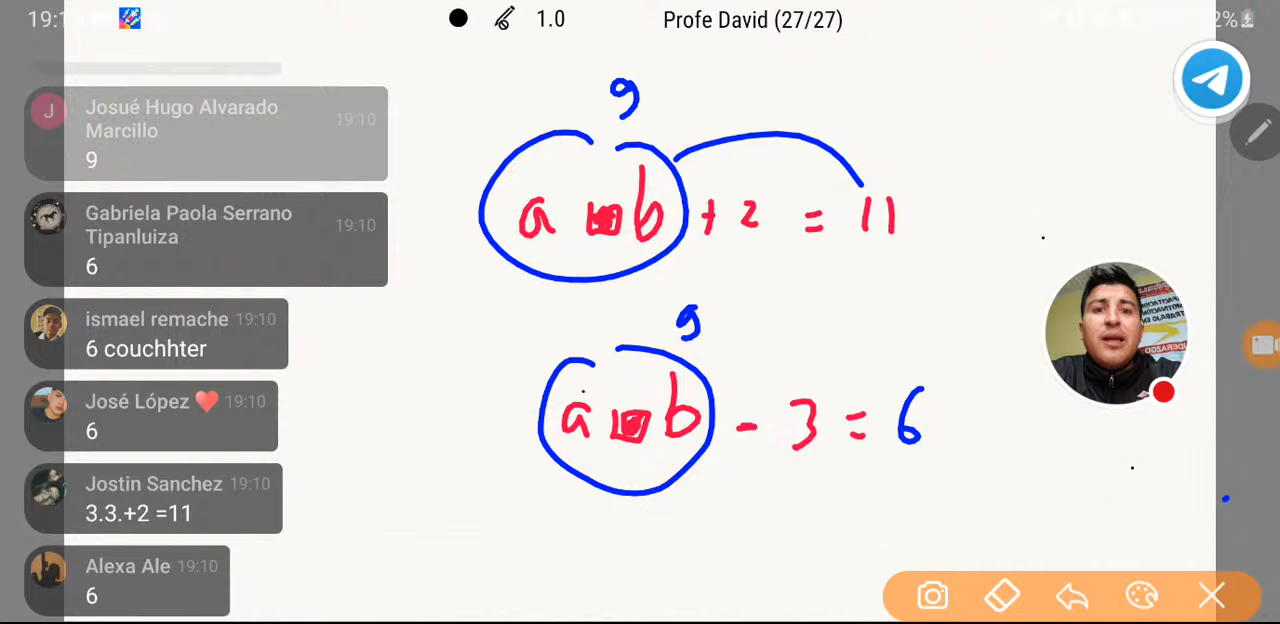 1.0
Profe David (27/27)
Josué Hugo Alvarado
Marcillo
19:10
9
Gabriela Paola Serrano
Tipanluiza
19:10
6
ismael remache 19:10
6 couchhter
José López ❤️ 19:10
6
Jostin Sanchez 19:10
3.3.+2 =11
Alexa Ale 19:10
6
9
a ▪ b + 2 = 11
9
a ▪ b - 3 = 6